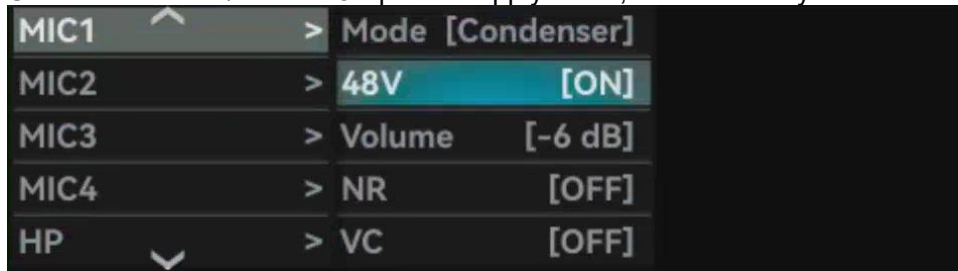 MIC1 > Mode [Condenser]
MIC2 > 48V [ON]
MIC3 > Volume [-6 dB]
MIC4 > NR [OFF]
HP > VC [OFF]